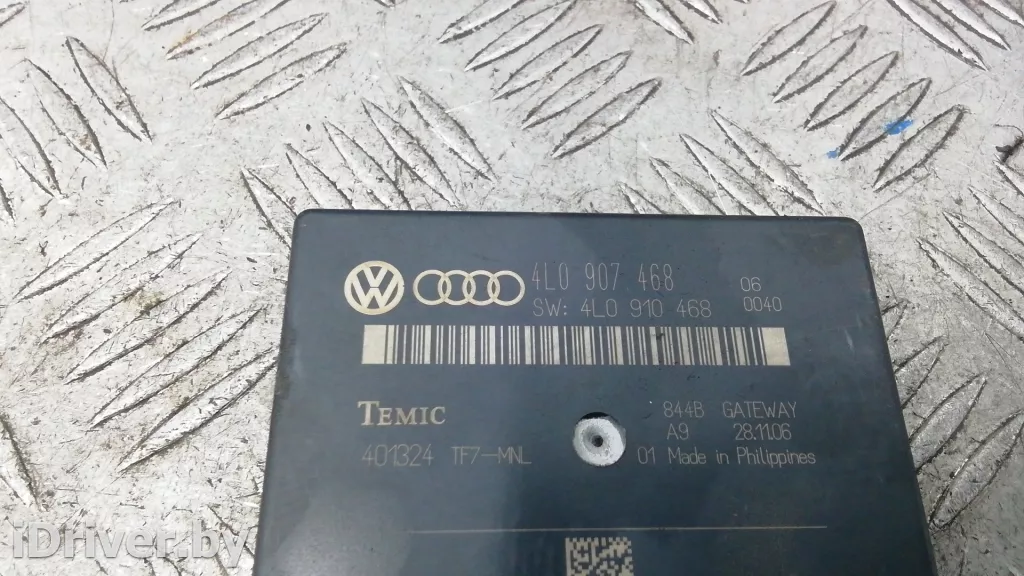 4L0 907 468 06
SW: 4L0 910 468 0040
TEMIC 844B GATEWAY
A9 28.11.06
401324 TF7-MNL 01 Made in Philippines
iDriver.by